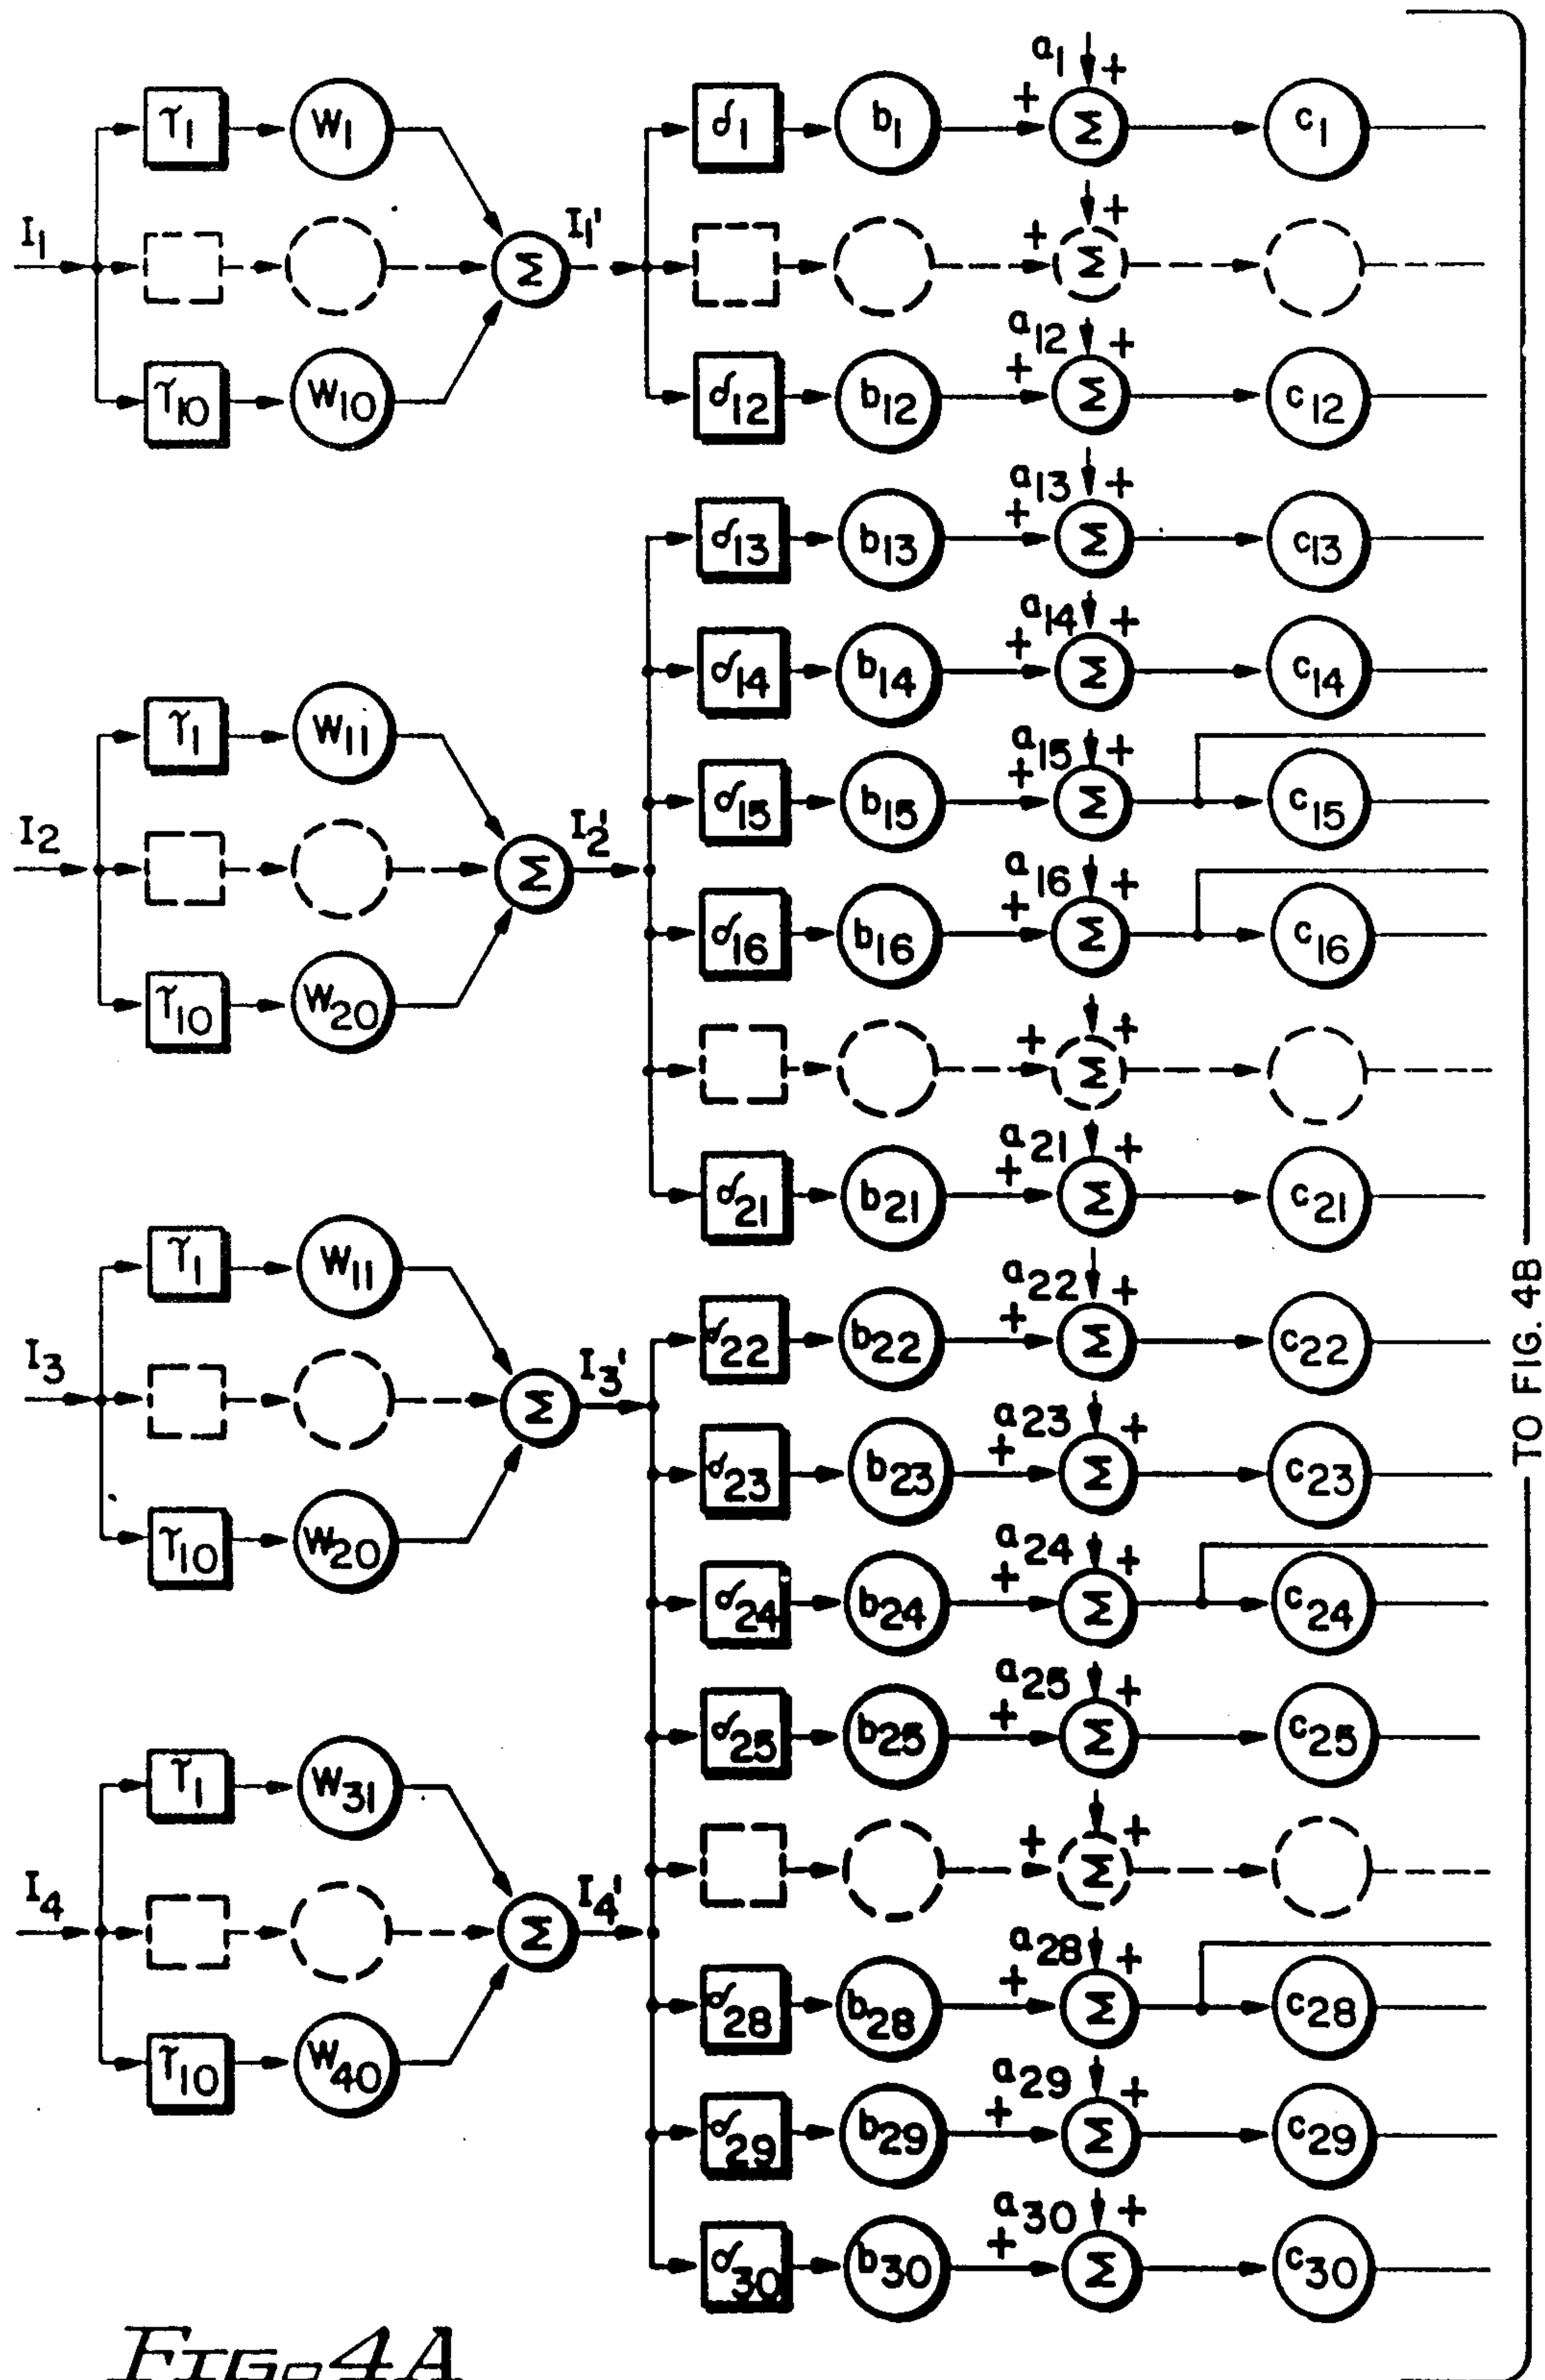 a1 +
τ1 W1 σ1 b1 + Σ c1
I1 Σ I1' + + Σ
a12 +
τ10 W10 σ12 b12 + Σ c12
a13 +
σ13 b13 + Σ c13
a14 +
σ14 b14 + Σ c14
τ1 W11
a15 +
σ15 b15 + Σ c15
I2 Σ I2'
a16 +
σ16 b16 + Σ c16
τ10 W20
+ + Σ
a21 +
σ21 b21 + Σ c21
τ1 W11
a22 +
σ22 b22 + Σ c22
I3 Σ I3'
a23 +
σ23 b23 + Σ c23
τ10 W20
a24 +
σ24 b24 + Σ c24
a25 +
σ25 b25 + Σ c25
τ1 W31
+ + Σ
I4 Σ I4'
a28 +
σ28 b28 + Σ c28
τ10 W40
a29 +
σ29 b29 + Σ c29
a30 +
σ30 b30 + Σ c30
TO FIG. 4B
FIG. 4A